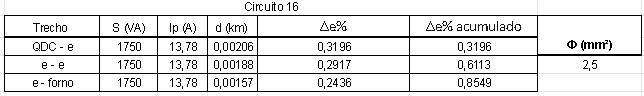 Circuito 16
Trecho S (VA) Ip (A) d (km) Δe% Δe% acumulado Φ (mm²)
QDC - e 1750 13,78 0,00206 0,3196 0,3196
e - e 1750 13,78 0,00188 0,2917 0,6113 2,5
e - forno 1750 13,78 0,00157 0,2436 0,8549